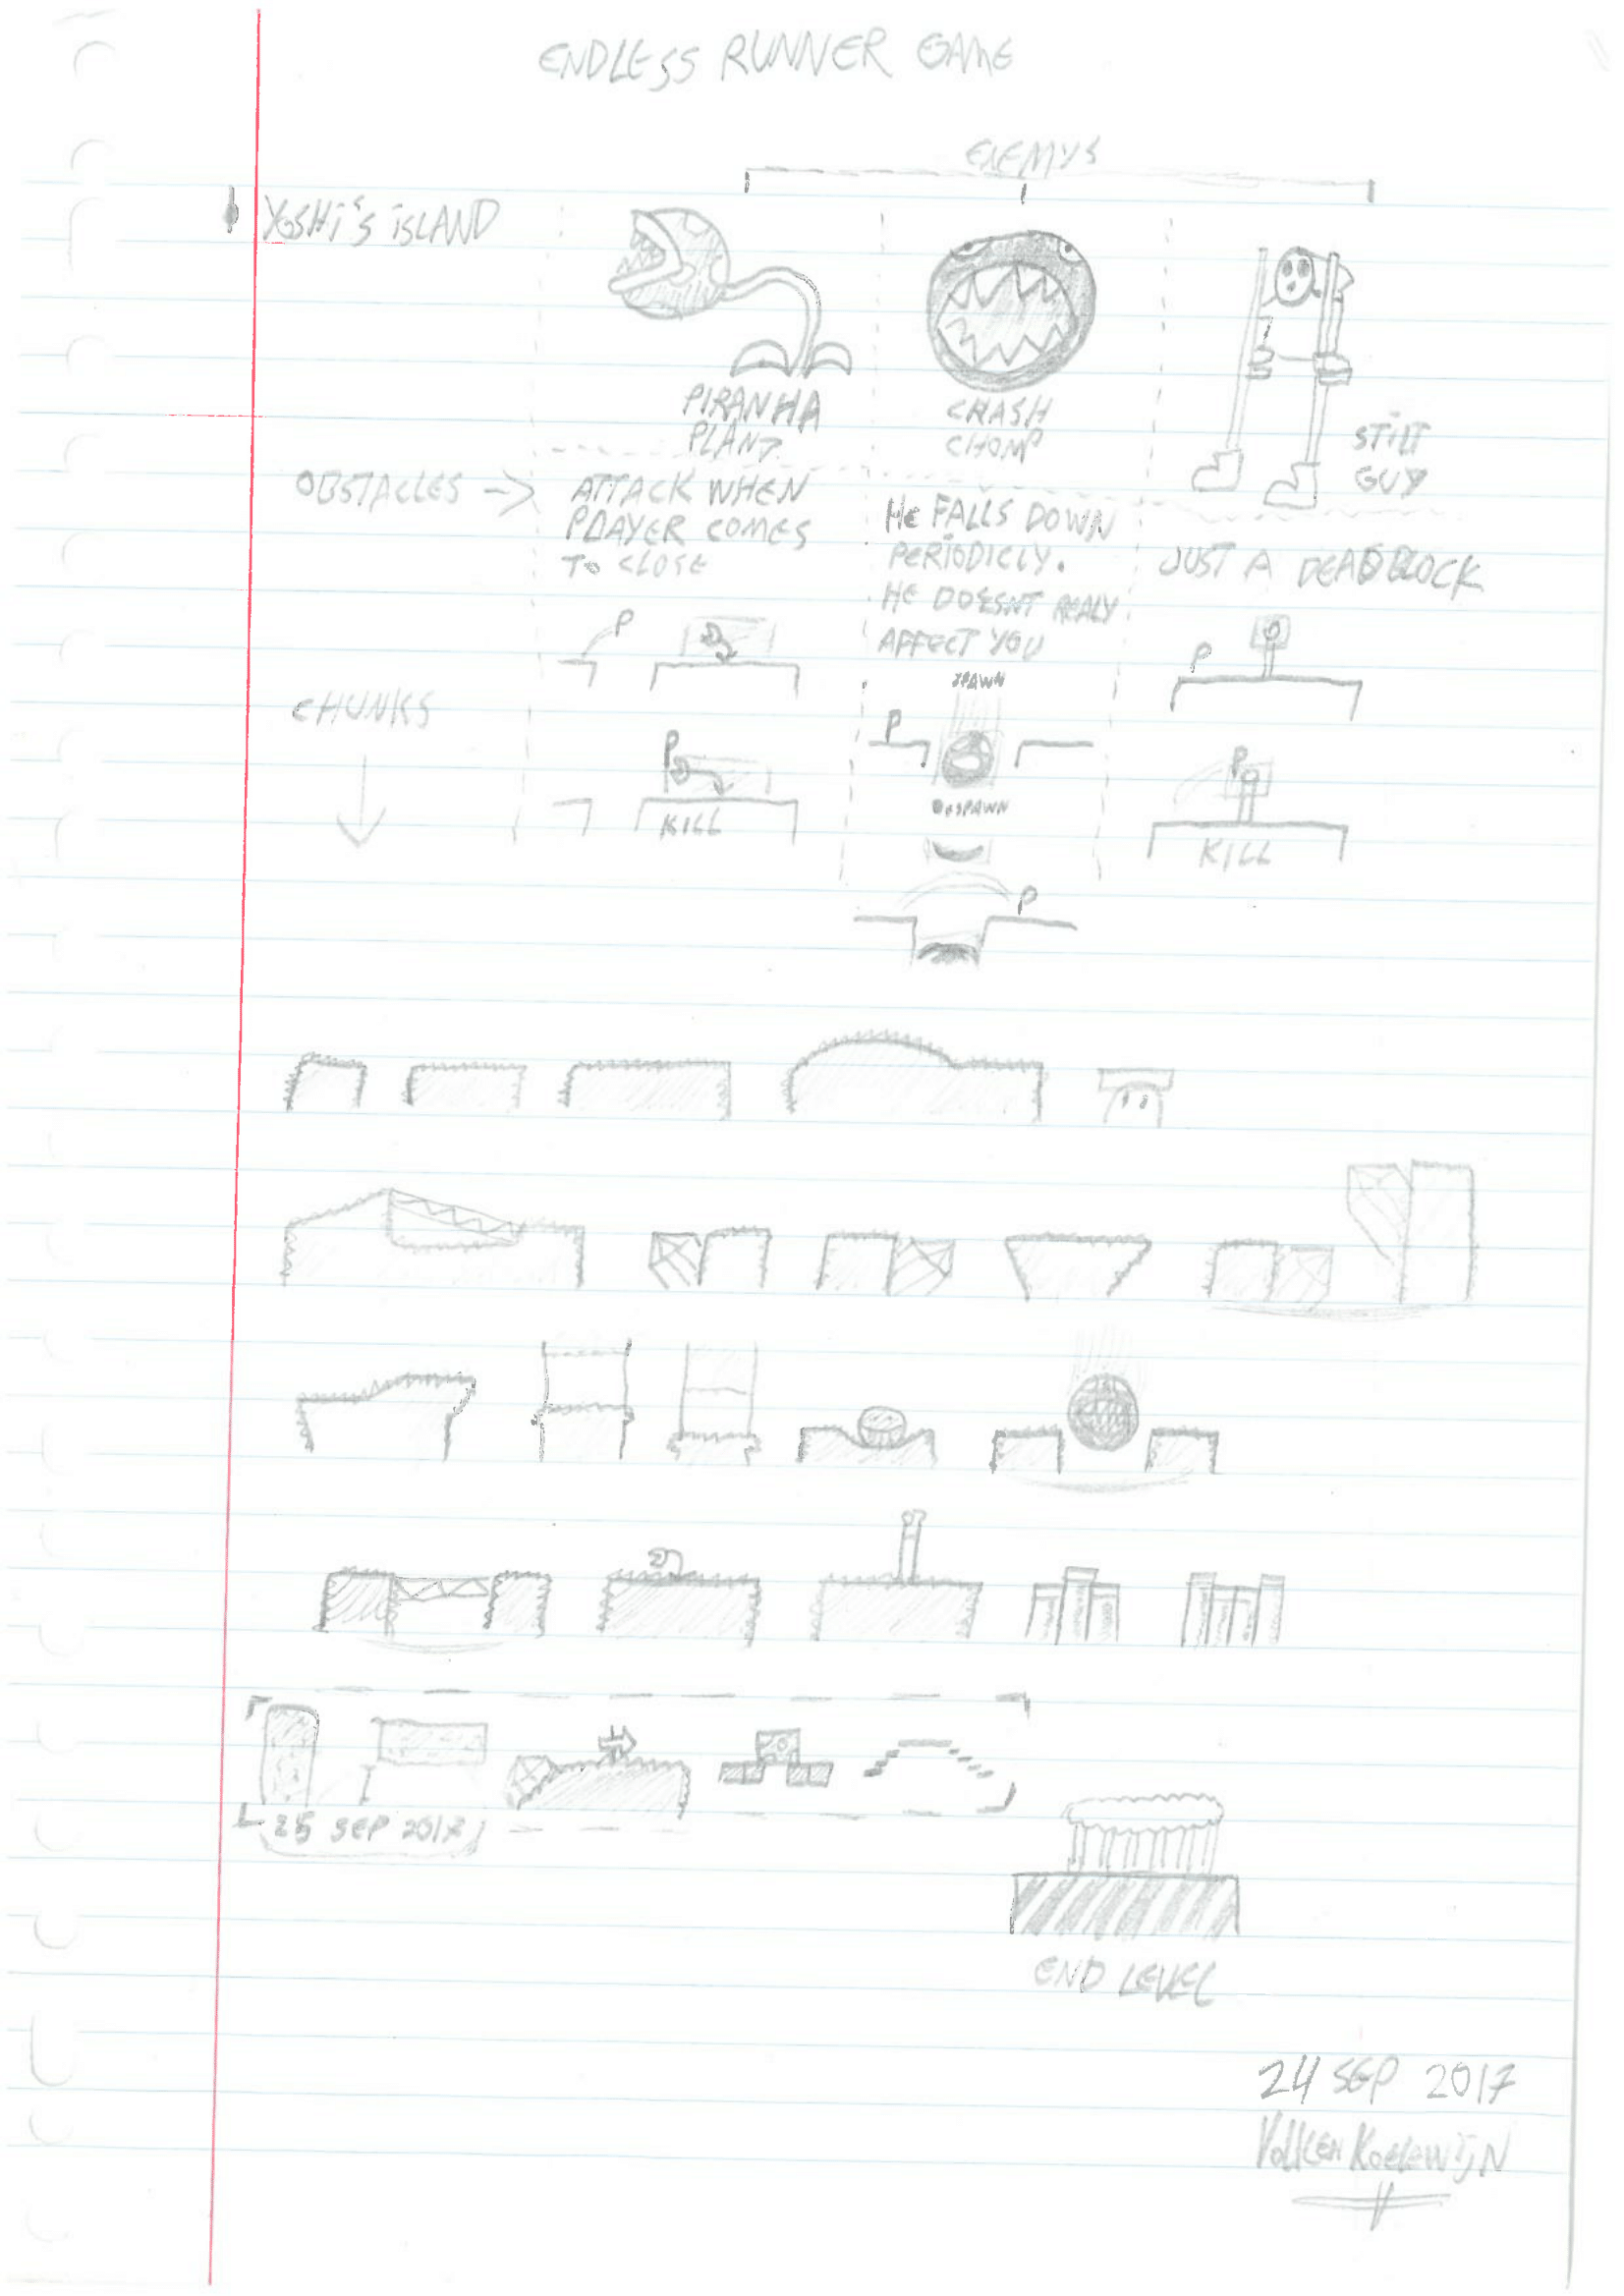 ENDLESS RUNNER GAME
ENEMYS
YOSHI'S ISLAND
PIRANHA
PLANT
CRASH
CHOMP
STILT
GUY
OBSTACLES ->
ATTACK WHEN
PLAYER COMES
TO CLOSE
HE FALLS DOWN
PERIODICLY.
HE DOESNT REALY
AFFECT YOU
JUST A DEADBLOCK
P
P
SPAWN
CHUNKS
P
P
P
DESPAWN
KILL
KILL
P
25 SEP 2017
END LEVEL
24 SEP 2017
Koelewijn